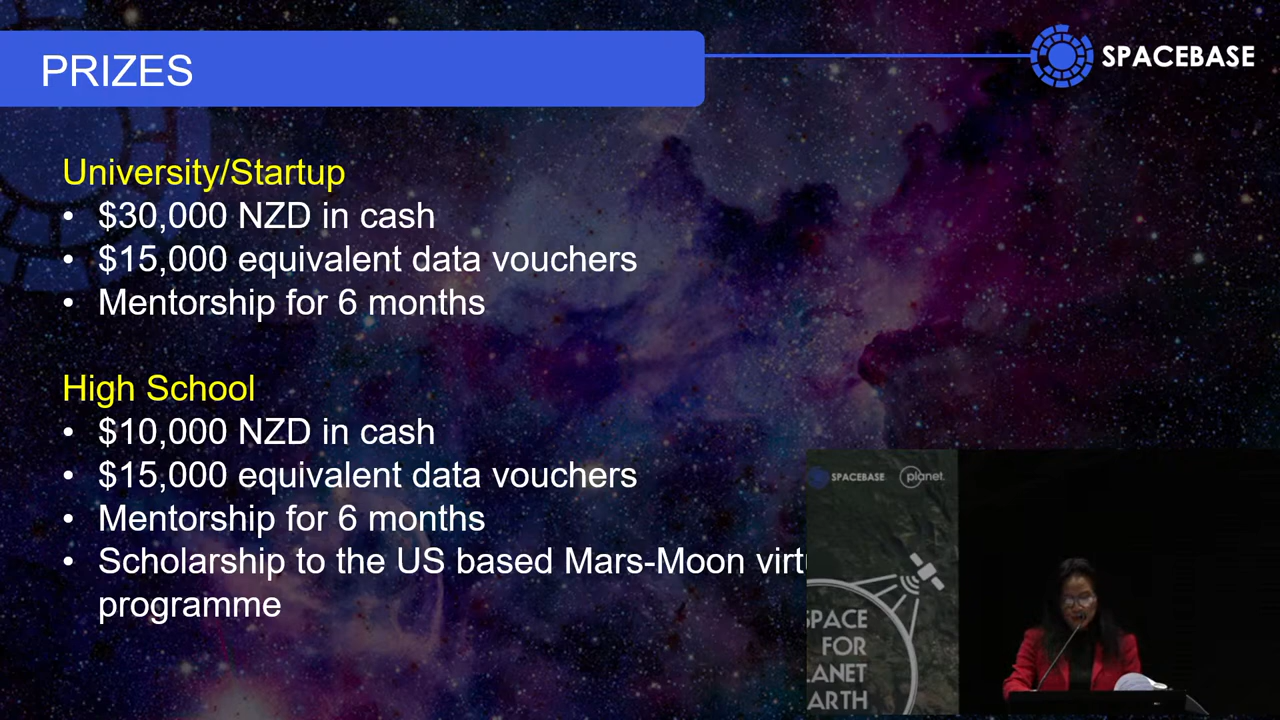 PRIZES
SPACEBASE
University/Startup
• $30,000 NZD in cash
• $15,000 equivalent data vouchers
• Mentorship for 6 months
High School
• $10,000 NZD in cash
• $15,000 equivalent data vouchers
• Mentorship for 6 months
• Scholarship to the US based Mars-Moon virt
programme
SPACEBASE planet.
SPACE
FOR
LANET
ARTH